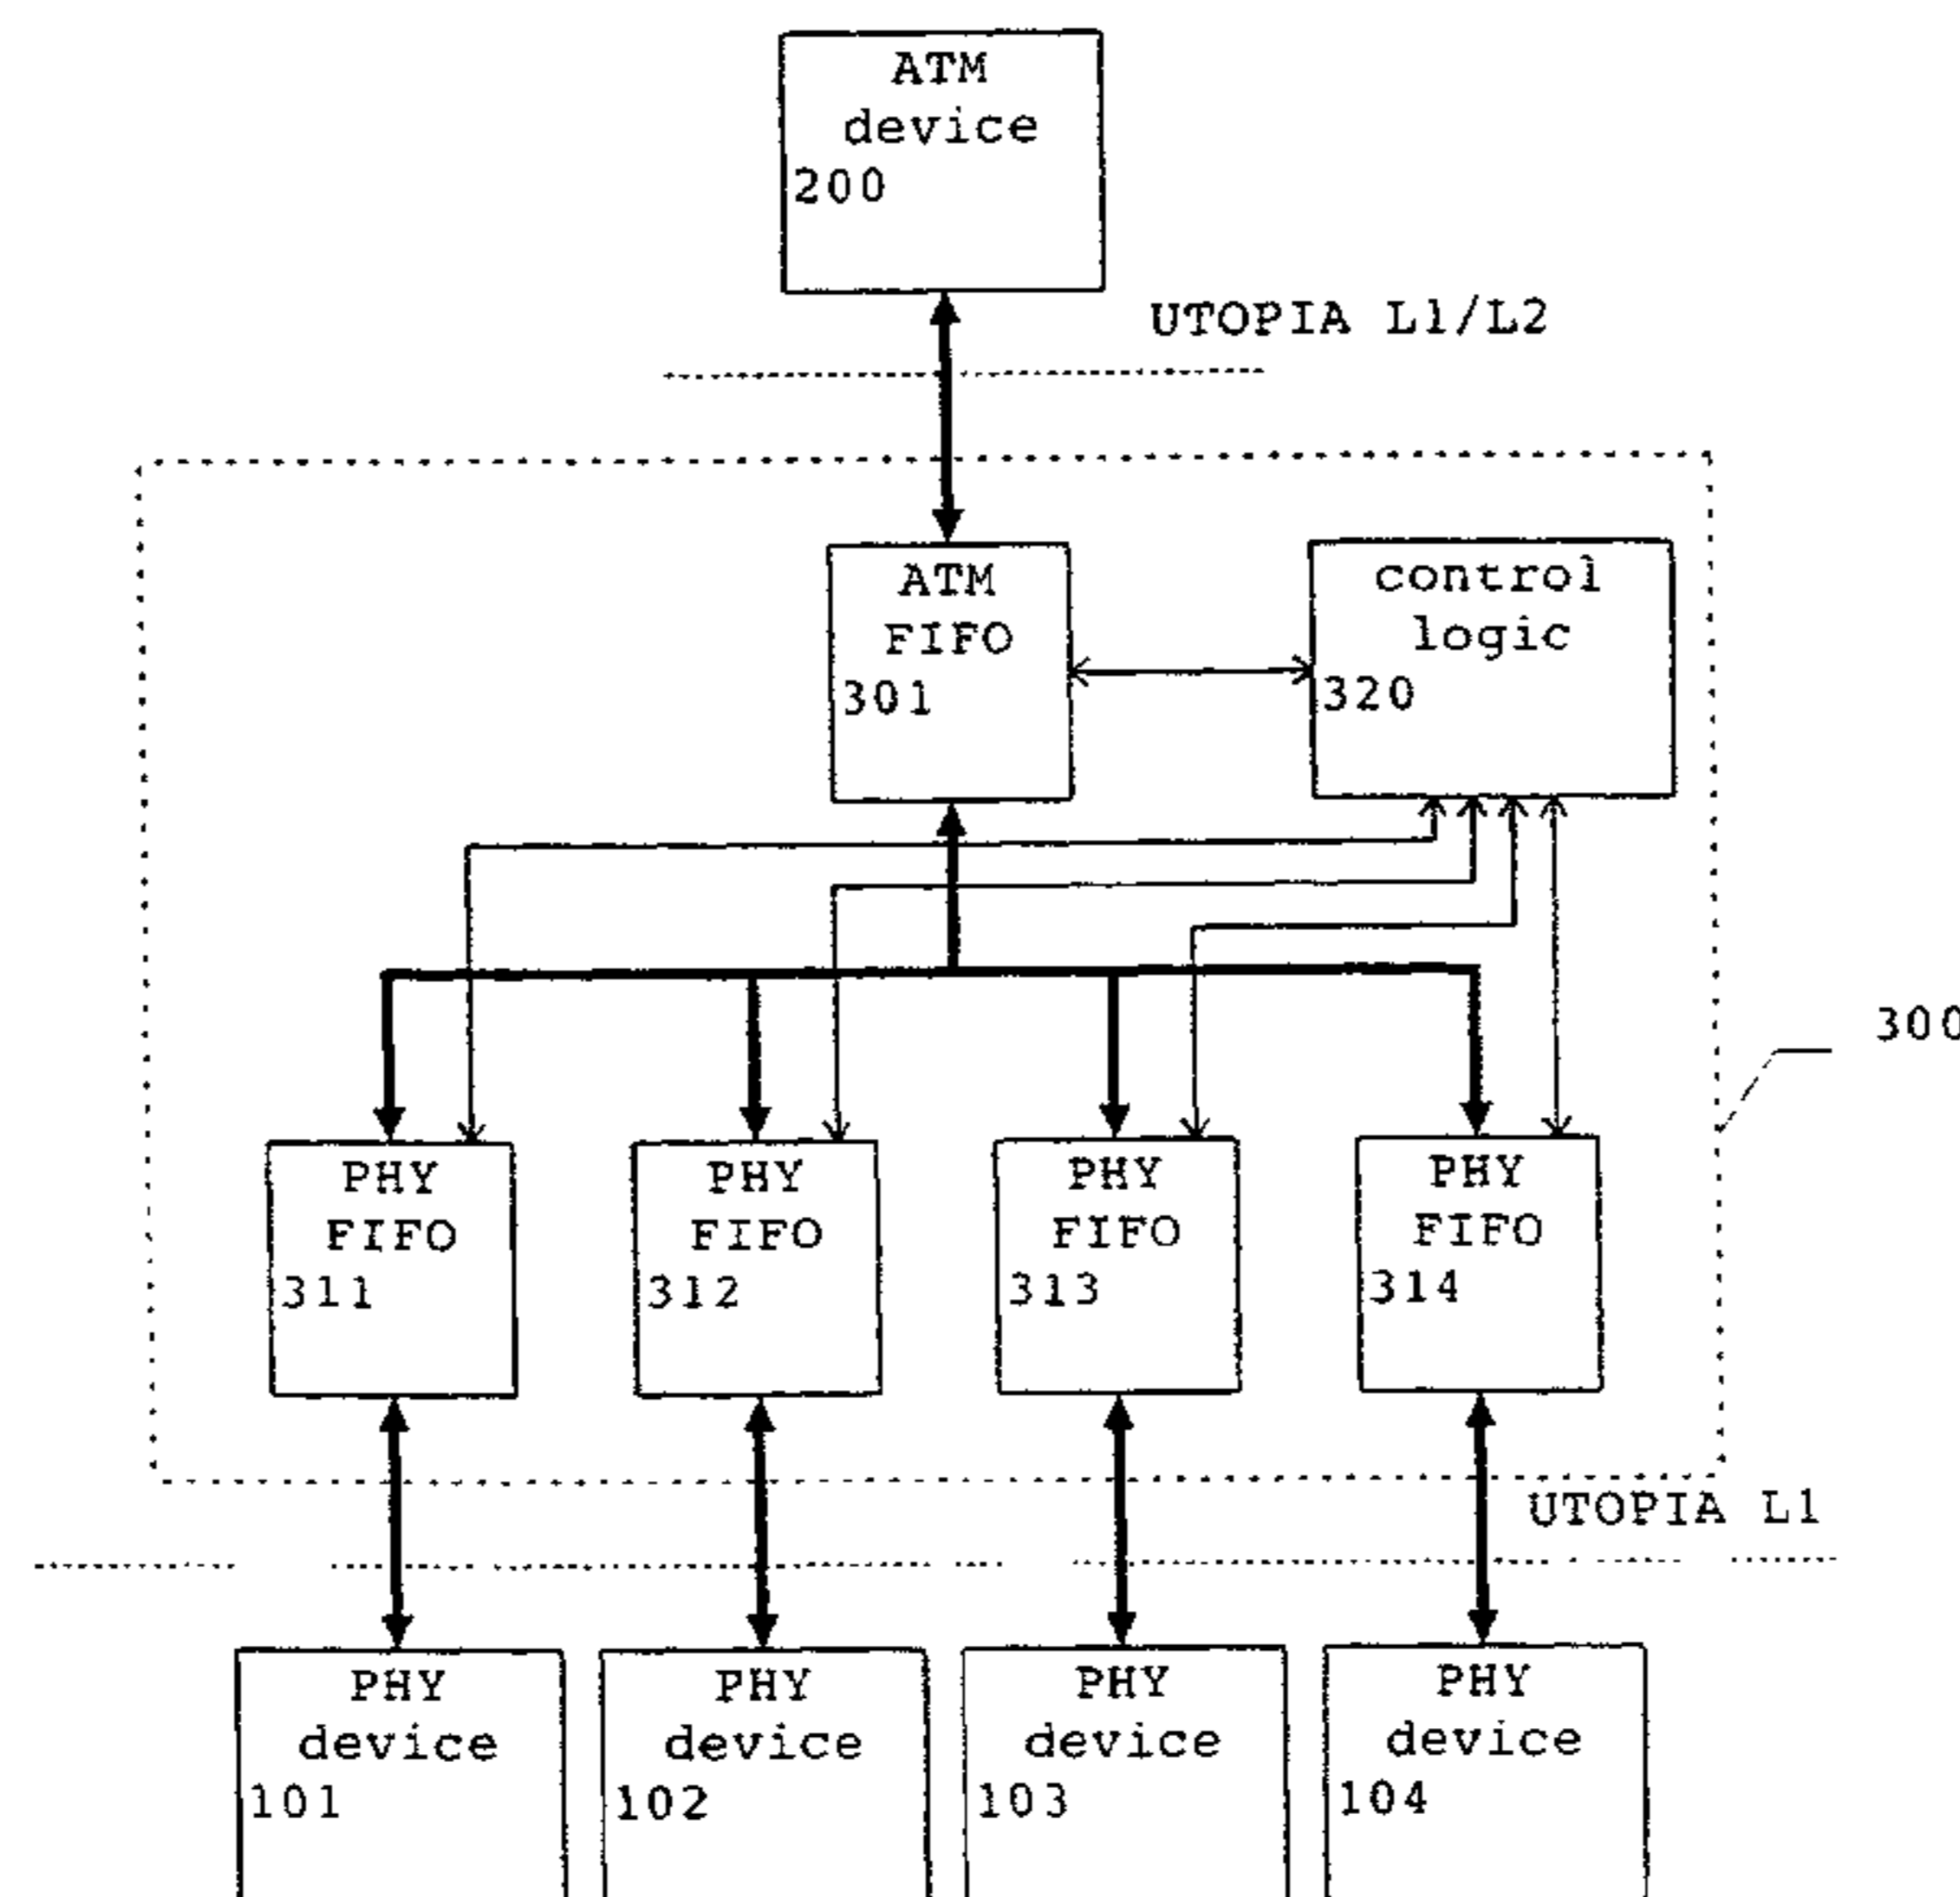 ATM
device
200
UTOPIA L1/L2
ATM
FIFO
301
control
logic
320
300
PHY
FIFO
311
PHY
FIFO
312
PHY
FIFO
313
PHY
FIFO
314
UTOPIA L1
PHY
device
101
PHY
device
102
PHY
device
103
PHY
device
104